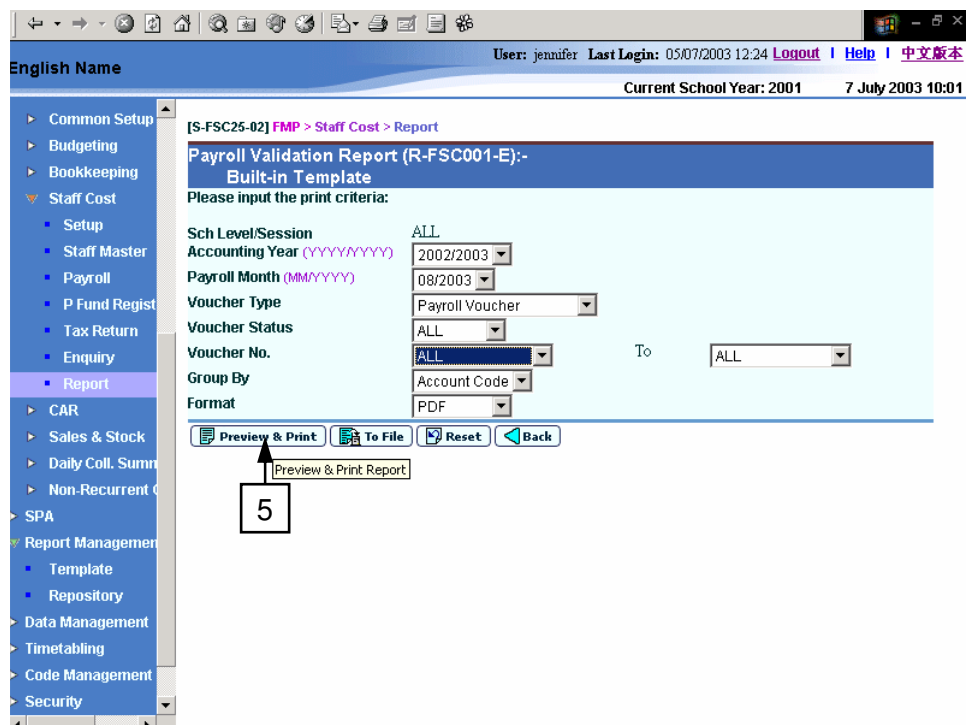 User: jennifer Last Login: 05/07/2003 12:24 Logout | Help | 中文版本
English Name
Current School Year: 2001 7 July 2003 10:01
Common Setup
Budgeting
Bookkeeping
Staff Cost
Setup
Staff Master
Payroll
P Fund Regist
Tax Return
Enquiry
Report
CAR
Sales & Stock
Daily Coll. Summ
Non-Recurrent
SPA
Report Managemen
Template
Repository
Data Management
Timetabling
Code Management
Security
[S-FSC25-02] FMP > Staff Cost > Report
Payroll Validation Report (R-FSC001-E):-
Built-in Template
Please input the print criteria:
Sch Level/Session ALL
Accounting Year (YYYY/YYYY) 2002/2003
Payroll Month (MM/YYYY) 08/2003
Voucher Type Payroll Voucher
Voucher Status ALL
Voucher No. ALL To ALL
Group By Account Code
Format PDF
Preview & Print To File Reset Back
Preview & Print Report
5